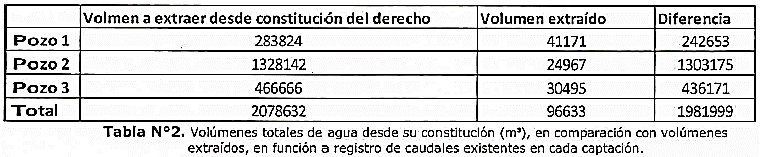 Volmen a extraer desde constitución del derecho Volumen extraído Diferencia
Pozo 1 283824 41171 242653
Pozo 2 1328142 24967 1303175
Pozo 3 466666 30495 436171
Total 2078632 96633 1981999
Tabla N°2. Volúmenes totales de agua desde su constitución (m³), en comparación con volúmenes
extraídos, en función a registro de caudales existentes en cada captación.